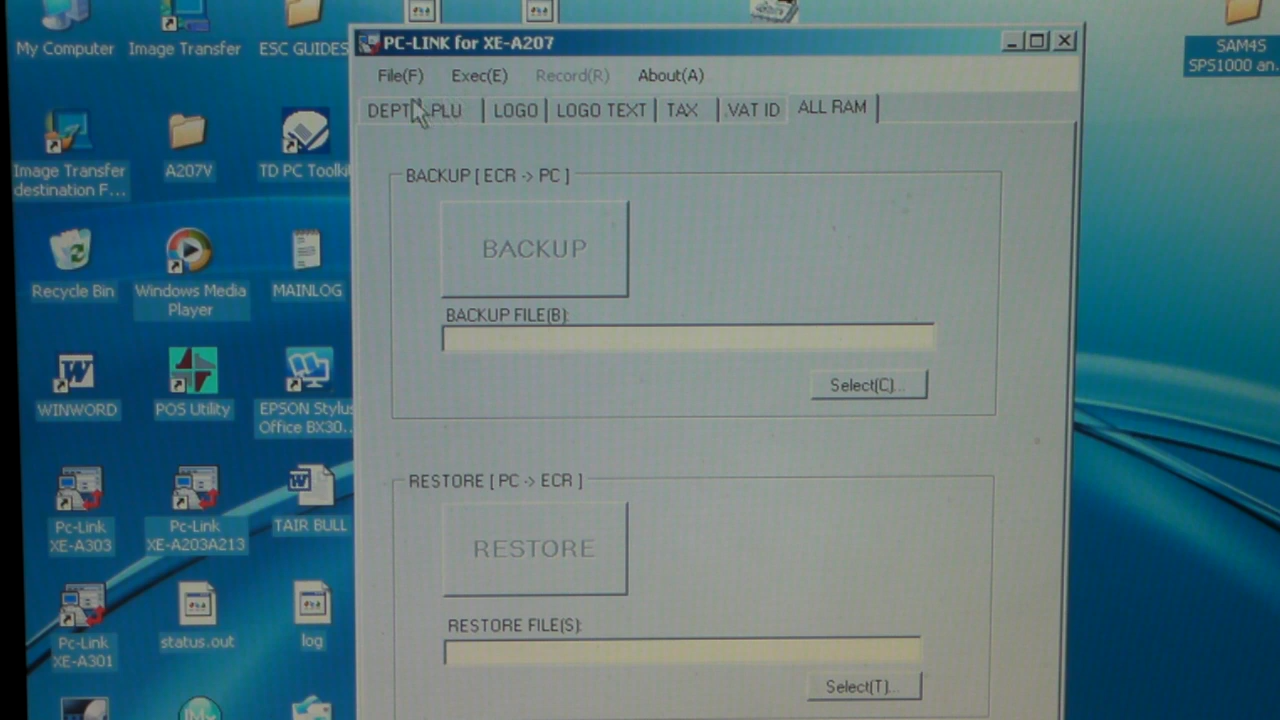 My Computer
Image Transfer
ESC GUIDES
Image Transfer
destination F...
A207V
TD PC Toolki
Recycle Bin
Windows Media
Player
MAINLOG
WINWORD
POS Utility
EPSON Stylus
Office BX30...
Pc-Link
XE-A303
Pc-Link
XE-A203A213
TAIR BULL
Pc-Link
XE-A301
status.out
log
PC-LINK for XE-A207
File(F) Exec(E) Record(R) About(A)
DEPT PLU LOGO LOGO TEXT TAX VAT ID ALL RAM
BACKUP [ ECR -> PC ]
BACKUP
BACKUP FILE(B):
Select(C)...
RESTORE [ PC -> ECR ]
RESTORE
RESTORE FILE(S):
Select(T)...
SAM4S
SPS1000 an...